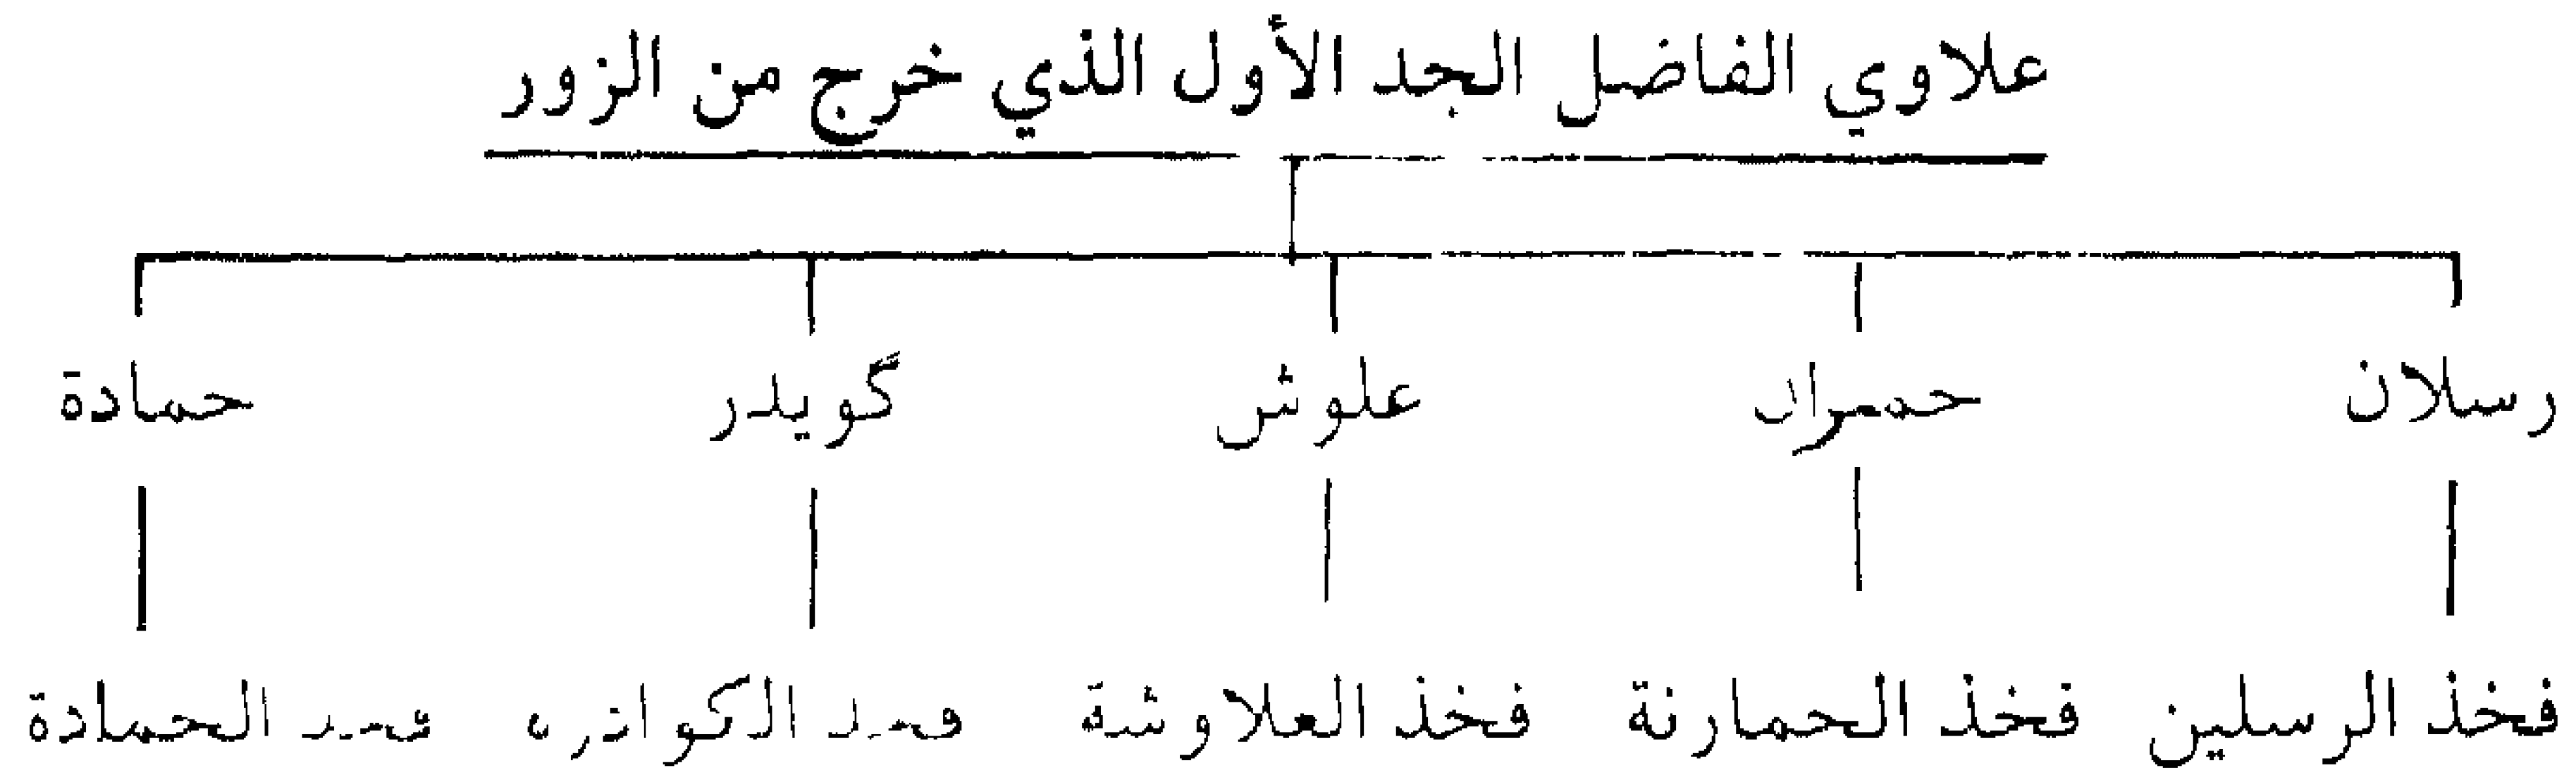 علاوي الفاضل الجد الأول الذي خرج من الزور
رسلان حمران علوش گويدر حمادة
فخذ الرسلين فخذ الحمارنة فخذ العلاوشة فخذ الكوادره فخذ الحمادة